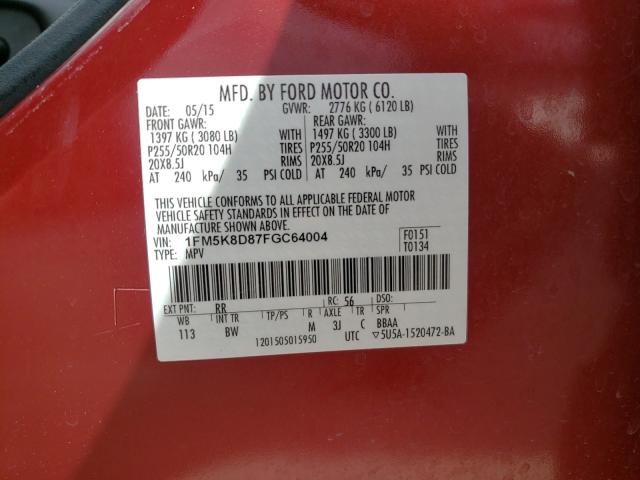 MFD. BY FORD MOTOR CO.
DATE: 05/15 GVWR: 2776 KG ( 6120 LB)
FRONT GAWR: REAR GAWR:
1397 KG ( 3080 LB) WITH 1497 KG ( 3300 LB) WITH
P255/50R20 104H TIRES P255/50R20 104H TIRES
20X8.5J RIMS 20X8.5J RIMS
AT 240 kPa/ 35 PSI COLD AT 240 kPa/ 35 PSI COLD
THIS VEHICLE CONFORMS TO ALL APPLICABLE FEDERAL MOTOR
VEHICLE SAFETY STANDARDS IN EFFECT ON THE DATE OF
MANUFACTURE SHOWN ABOVE.
VIN: 1FM5K8D87FGC64004 F0151
TYPE: MPV T0134
EXT PNT: RR RC: 56 DSO:
WB INT TR TP/PS R AXLE TR SPR
113 BW M 3J C BBAA
1201505015950 UTC ▽5U5A-1520472-BA